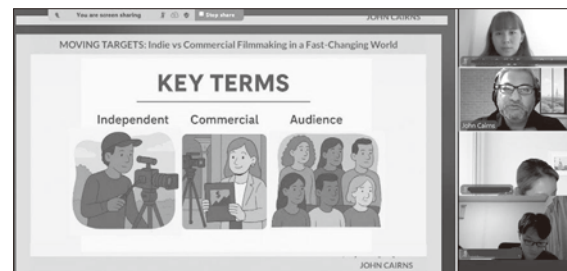 You are screen sharing
Stop share
JOHN CAIRNS
MOVING TARGETS: Indie vs Commercial Filmmaking in a Fast-Changing World
KEY TERMS
Independent Commercial Audience
JOHN CAIRNS
John Cairns